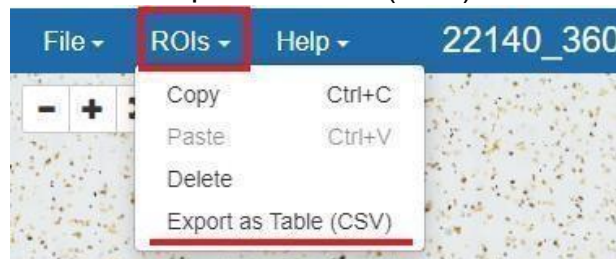 File ROIs Help 22140_360
- +
Copy Ctrl+C
Paste Ctrl+V
Delete
Export as Table (CSV)